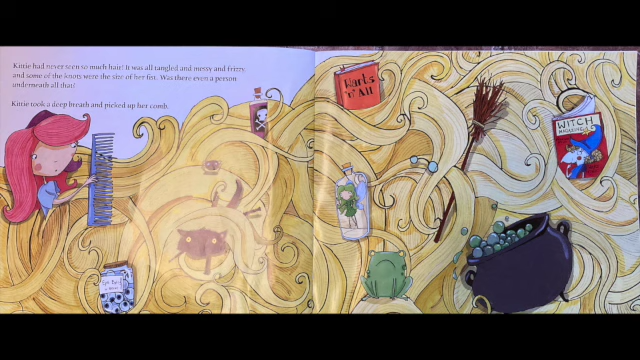 Kittie had never seen so much hair! It was all tangled and messy and frizzy
and some of the knots were the size of her fist. Was there even a person
underneath all that?
Kittie took a deep breath and picked up her comb.
Warts
'n' All
WITCH